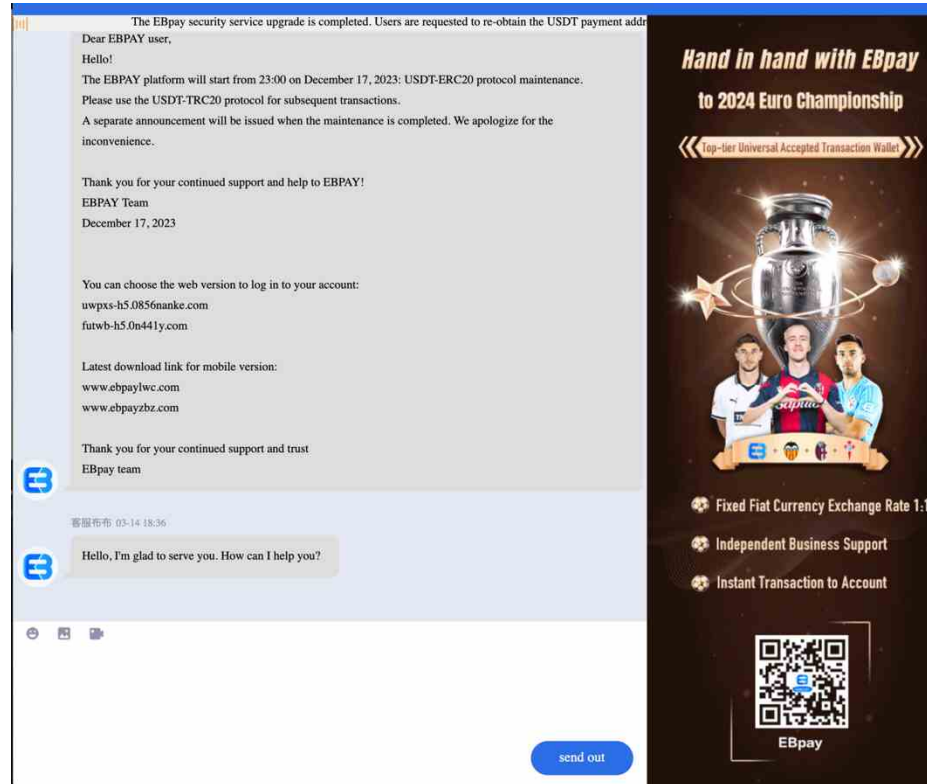 The EBpay security service upgrade is completed. Users are requested to re-obtain the USDT payment addr
Dear EBPAY user,
Hello!
The EBPAY platform will start from 23:00 on December 17, 2023: USDT-ERC20 protocol maintenance.
Please use the USDT-TRC20 protocol for subsequent transactions.
A separate announcement will be issued when the maintenance is completed. We apologize for the
inconvenience.
Thank you for your continued support and help to EBPAY!
EBPAY Team
December 17, 2023
You can choose the web version to log in to your account:
uwpxs-h5.0856nanke.com
futwb-h5.0n441y.com
Latest download link for mobile version:
www.ebpaylwc.com
www.ebpayzbz.com
Thank you for your continued support and trust
EBpay team
客服布布 03-14 18:36
Hello, I'm glad to serve you. How can I help you?
send out
Hand in hand with EBpay
to 2024 Euro Championship
Top-tier Universal Accepted Transaction Wallet
Fixed Fiat Currency Exchange Rate 1:1
Independent Business Support
Instant Transaction to Account
EBpay